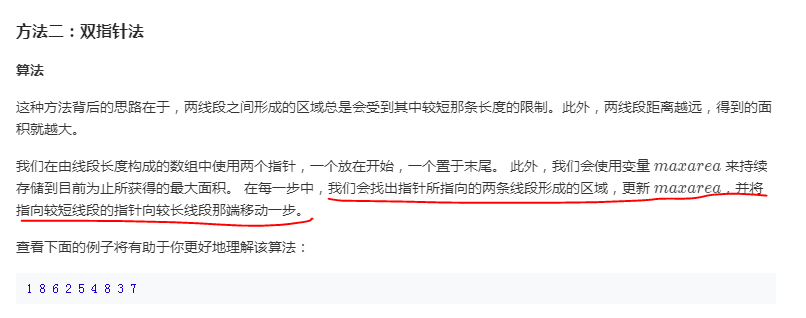 方法二：双指针法
算法
这种方法背后的思路在于，两线段之间形成的区域总是会受到其中较短那条长度的限制。此外，两线段距离越远，得到的面
积就越大。
我们在由线段长度构成的数组中使用两个指针，一个放在开始，一个置于末尾。 此外，我们会使用变量 maxarea 来持续
存储到目前为止所获得的最大面积。 在每一步中，我们会找出指针所指向的两条线段形成的区域，更新 maxarea，并将
指向较短线段的指针向较长线段那端移动一步。
查看下面的例子将有助于你更好地理解该算法：
1 8 6 2 5 4 8 3 7